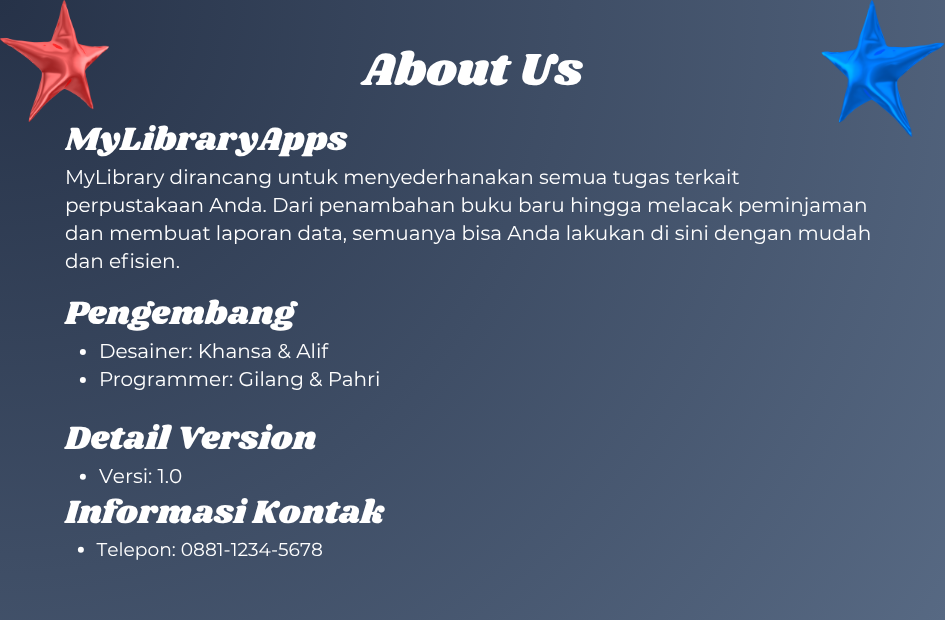 About Us
MyLibraryApps
MyLibrary dirancang untuk menyederhanakan semua tugas terkait
perpustakaan Anda. Dari penambahan buku baru hingga melacak peminjaman
dan membuat laporan data, semuanya bisa Anda lakukan di sini dengan mudah
dan efisien.
Pengembang
• Desainer: Khansa & Alif
• Programmer: Gilang & Pahri
Detail Version
• Versi: 1.0
Informasi Kontak
• Telepon: 0881-1234-5678